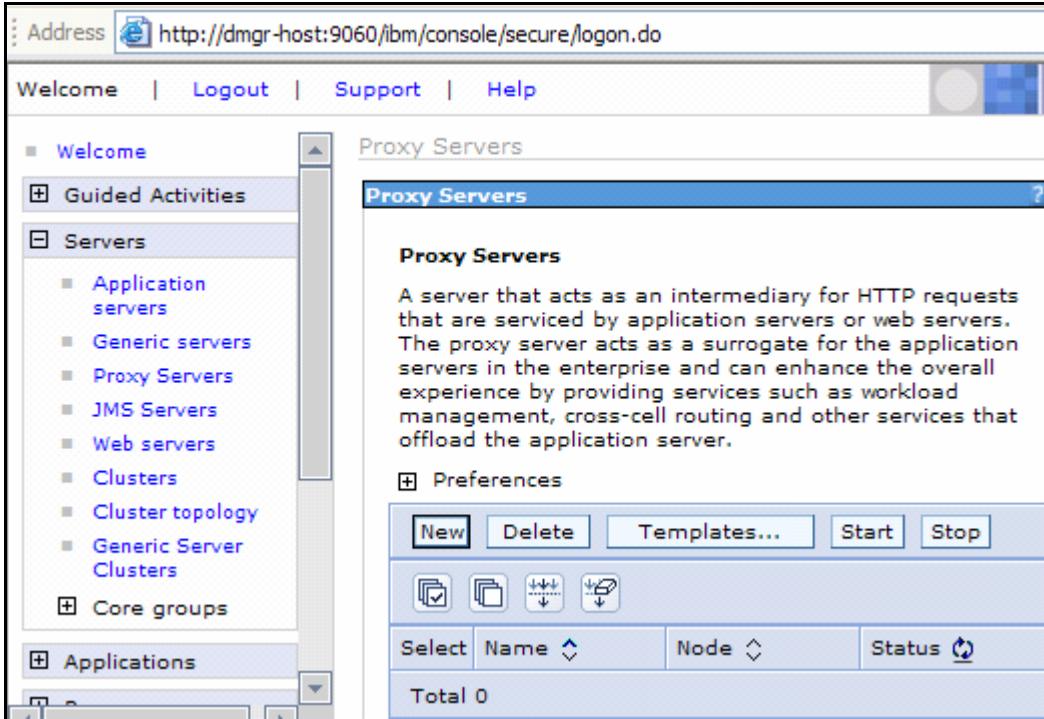 Address http://dmgr-host:9060/ibm/console/secure/logon.do
Welcome | Logout | Support | Help
Welcome
Guided Activities
Servers
Application
servers
Generic servers
Proxy Servers
JMS Servers
Web servers
Clusters
Cluster topology
Generic Server
Clusters
Core groups
Applications
Proxy Servers
Proxy Servers ?
Proxy Servers
A server that acts as an intermediary for HTTP requests
that are serviced by application servers or web servers.
The proxy server acts as a surrogate for the application
servers in the enterprise and can enhance the overall
experience by providing services such as workload
management, cross-cell routing and other services that
offload the application server.
Preferences
New Delete Templates... Start Stop
Select Name Node Status
Total 0